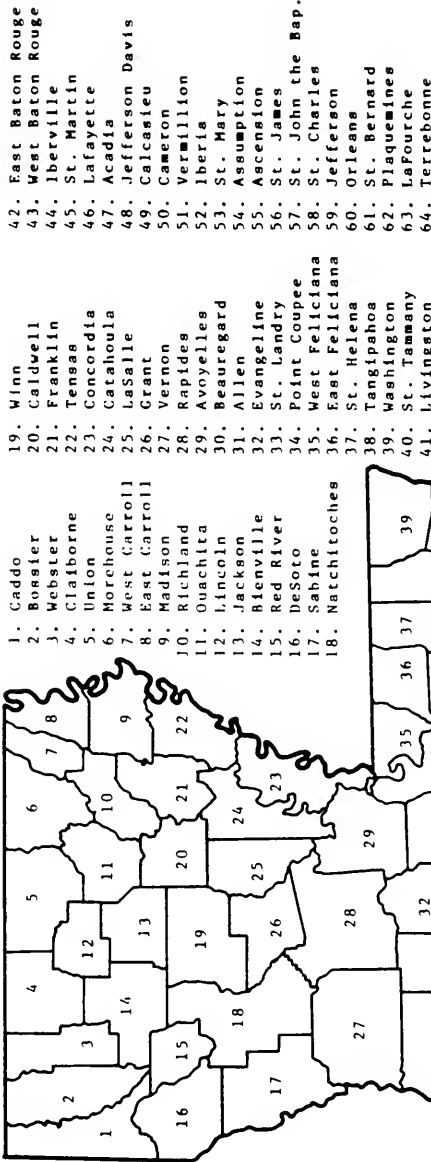 1. Caddo
2. Bossier
3. Webster
4. Claiborne
5. Union
6. Morehouse
7. West Carroll
8. East Carroll
9. Madison
10. Richland
11. Ouachita
12. Lincoln
13. Jackson
14. Bienville
15. Red River
16. DeSoto
17. Sabine
18. Natchitoches
19. Winn
20. Caldwell
21. Franklin
22. Tensas
23. Concordia
24. Catahoula
25. LaSalle
26. Grant
27. Vernon
28. Rapides
29. Avoyelles
30. Beauregard
31. Allen
32. Evangeline
33. St. Landry
34. Point Coupee
35. West Feliciana
36. East Feliciana
37. St. Helena
38. Tangipahoa
39. Washington
40. St. Tammany
41. Livingston
42. East Baton Rouge
43. West Baton Rouge
44. Iberville
45. St. Martin
46. Lafayette
47. Acadia
48. Jefferson Davis
49. Calcasieu
50. Cameron
51. Vermillion
52. Iberia
53. St. Mary
54. Assumption
55. Ascension
56. St. James
57. St. John the Bap.
58. St. Charles
59. Jefferson
60. Orleans
61. St. Bernard
62. Plaquemines
63. LaFourche
64. Terrebonne
1
2
3
4
5
6
7
8
9
10
11
12
13
14
15
16
17
18
19
20
21
22
23
24
25
26
27
28
29
32
35
36
37
39